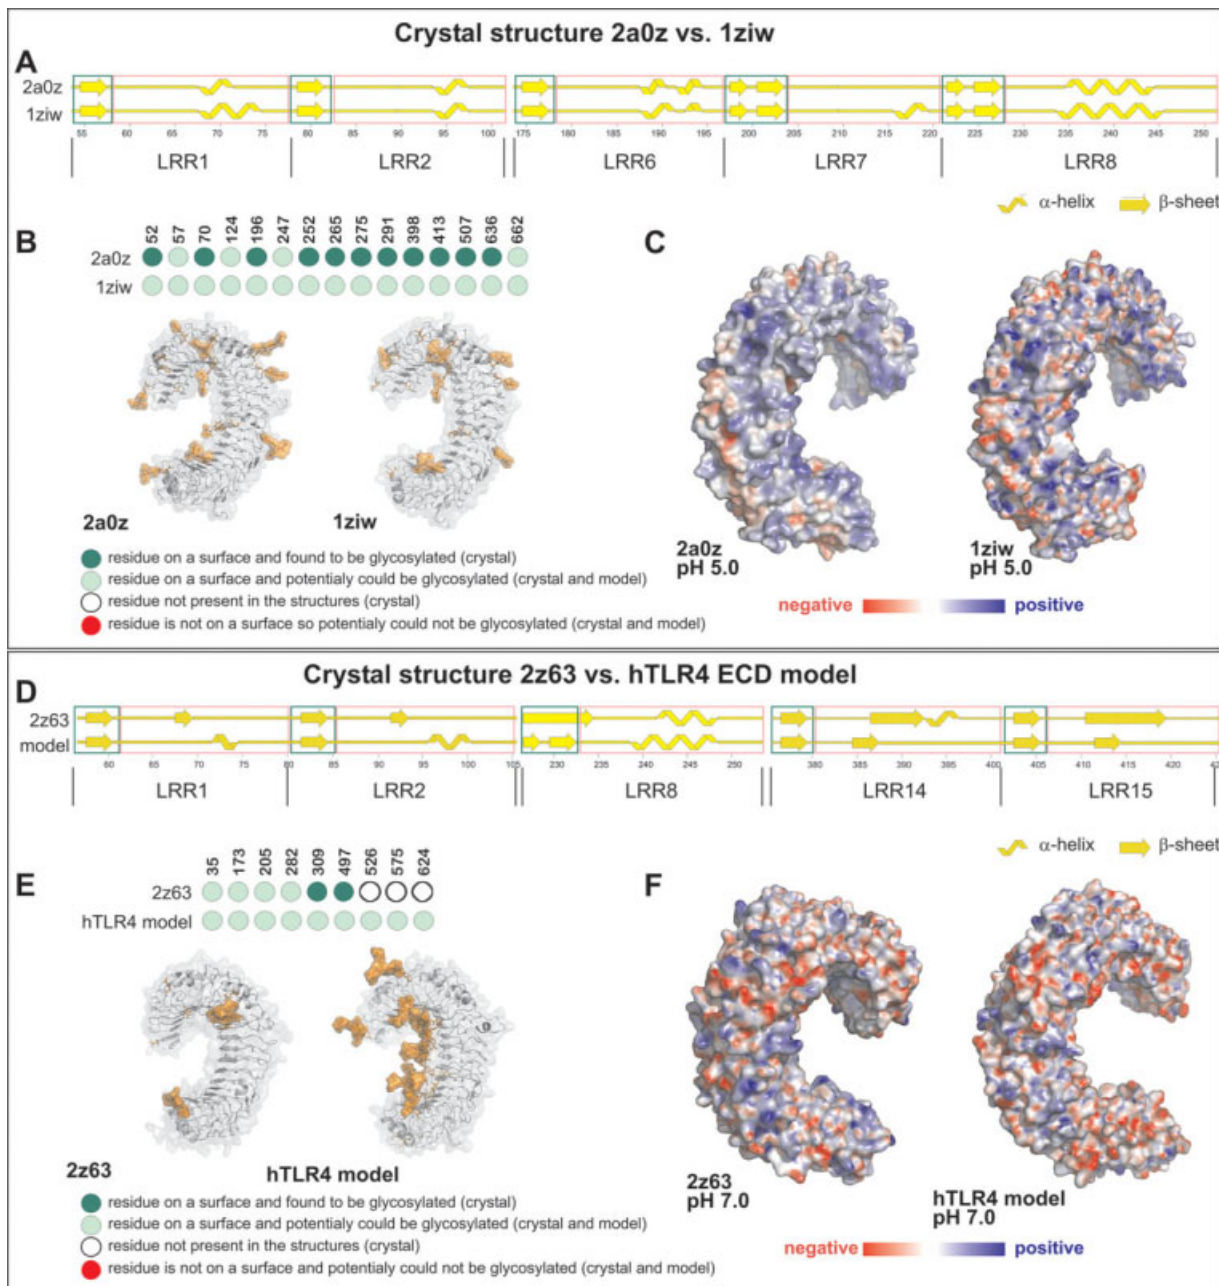 Crystal structure 2a0z vs. 1ziw
A
2a0z
1ziw
55 60 65 70 75 80 85 90 95 100 175 180 185 190 195 200 205 210 215 220 225 230 235 240 245 250
LRR1 LRR2 LRR6 LRR7 LRR8
α-helix β-sheet
B
52 57 70 124 196 247 252 265 275 291 398 413 507 636 662
2a0z
1ziw
2a0z 1ziw
residue on a surface and found to be glycosylated (crystal)
residue on a surface and potentialy could be glycosylated (crystal and model)
residue not present in the structures (crystal)
residue is not on a surface so potentialy could not be glycosylated (crystal and model)
C
2a0z
pH 5.0
1ziw
pH 5.0
negative positive
Crystal structure 2z63 vs. hTLR4 ECD model
D
2z63
model
60 65 70 75 80 85 90 95 100 105 230 235 240 245 250 380 385 390 395 400 405 410 415 420
LRR1 LRR2 LRR8 LRR14 LRR15
α-helix β-sheet
E
35 173 205 282 309 497 526 575 624
2z63
hTLR4 model
2z63 hTLR4 model
residue on a surface and found to be glycosylated (crystal)
residue on a surface and potentialy could be glycosylated (crystal and model)
residue not present in the structures (crystal)
residue is not on a surface and potentialy could not be glycosylated (crystal and model)
F
2z63
pH 7.0
hTLR4 model
pH 7.0
negative positive